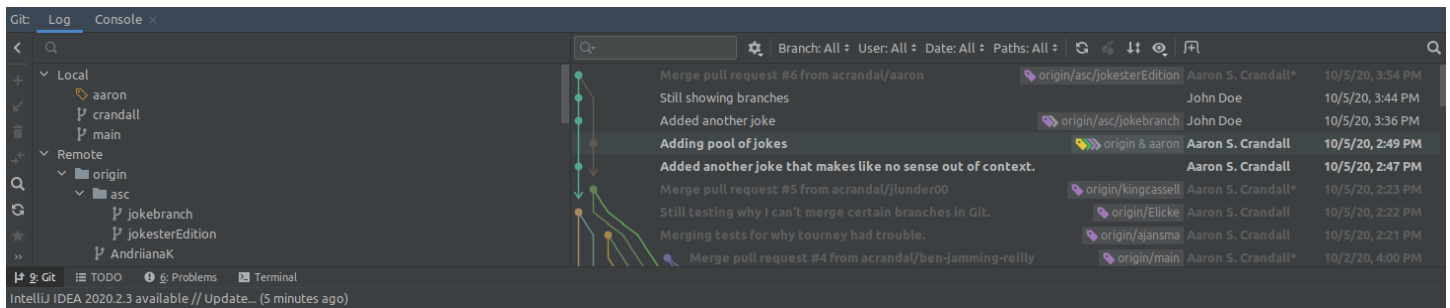 Git: Log Console
Branch: All User: All Date: All Paths: All
Local
aaron
crandall
main
Remote
origin
asc
jokebranch
jokesterEdition
AndriianaK
Merge pull request #6 from acrandal/aaron origin/asc/jokesterEdition Aaron S. Crandall* 10/5/20, 3:54 PM
Still showing branches John Doe 10/5/20, 3:44 PM
Added another joke origin/asc/jokebranch John Doe 10/5/20, 3:36 PM
Adding pool of jokes origin & aaron Aaron S. Crandall 10/5/20, 2:49 PM
Added another joke that makes like no sense out of context. Aaron S. Crandall 10/5/20, 2:47 PM
Merge pull request #5 from acrandal/jlunder00 origin/kingcassell Aaron S. Crandall* 10/5/20, 2:23 PM
Still testing why I can't merge certain branches in Git. origin/Elicke Aaron S. Crandall 10/5/20, 2:22 PM
Merging tests for why tourney had trouble. origin/ajansma Aaron S. Crandall 10/5/20, 2:21 PM
Merge pull request #4 from acrandal/ben-jamming-reilly origin/main Aaron S. Crandall* 10/2/20, 4:00 PM
9: Git TODO 6: Problems Terminal
IntelliJ IDEA 2020.2.3 available // Update... (5 minutes ago)